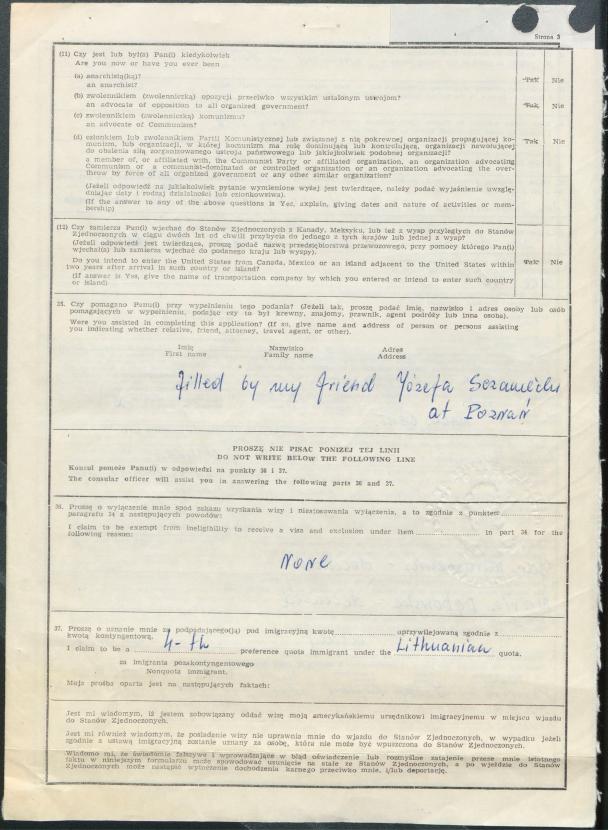 Strona 3
(11) Czy jest lub był(a) Pan(i) kiedykolwiek
Are you now or have you ever been
(a) anarchistą(ką)? Tak Nie
an anarchist?
(b) zwolennikiem (zwolenniczką) opozycji przeciwko wszystkim ustalonym ustrojom? Tak Nie
an advocate of opposition to all organized government?
(c) zwolennikiem (zwolenniczką) komunizmu?
an advocate of Communism?
(d) członkiem lub zwolennikiem Partii Komunistycznej lub związanej z nią pokrewnej organizacji propagującej ko- Tak Nie
munizm, lub organizacji, w której komunizm ma rolę dominującą lub kontrolującą, organizacji nawołującej
do obalenia siłą zorganizowanego ustroju państwowego lub jakiejkolwiek podobnej organizacji?
a member of, or affiliated with, the Communist Party or affiliated organization, an organization advocating
Communism or a communist-dominated or controlled organization or an organization advocating the over-
throw by force of all organized government or any other similar organization?
(Jeżeli odpowiedź na jakiekolwiek pytanie wymienione wyżej jest twierdzące, należy podać wyjaśnienie uwzglę-
dniając daty i rodzaj działalności lub członkowstwa).
(If the answer to any of the above questions is Yes, explain, giving dates and nature of activities or mem-
bership)
(12) Czy zamierza Pan(i) wjechać do Stanów Zjednoczonych z Kanady, Meksyku, lub też z wysp przyległych do Stanów
Zjednoczonych w ciągu dwóch lat od chwili przybycia do jednego z tych krajów lub jednej z wysp?
(Jeżeli odpowiedź jest twierdząca, proszę podać nazwę przedsiębiorstwa przewozowego, przy pomocy którego Pan(i)
wjechał(a) lub zamierza wjechać do podanego kraju lub wyspy).
Do you intend to enter the United States from Canada, Mexico or an island adjacent to the United States within Tak Nie
two years after arrival in such country or island?
(If answer is Yes, give the name of transportation company by which you entered or intend to enter such country
or island)
35. Czy pomagano Panu(i) przy wypełnieniu tego podania? (Jeżeli tak, proszę podać imię, nazwisko i adres osoby lub osób
pomagających w wypełnieniu, podając czy to był krewny, znajomy, prawnik, agent podróży lub inna osoba).
Were you assisted in completing this application? (If so, give name and address of person or persons assisting
you indicating whether relative, friend, attorney, travel agent, or other).
Imię Nazwisko Adres
First name Family name Address
filled by my friend Józefa
at Poznań
PROSZĘ NIE PISAĆ PONIŻEJ TEJ LINII
DO NOT WRITE BELOW THE FOLLOWING LINE
Konsul pomoże Panu(i) w odpowiedzi na punkty 36 i 37.
The consular officer will assist you in answering the following parts 36 and 37.
36. Proszę o wyłączenie mnie spod zakazu uzyskania wizy i niezastosowania wyłączenia, a to zgodnie z punktem
paragrafu 34 z następujących powodów:
I claim to be exempt from ineligibility to receive a visa and exclusion under item in part 34 for the
following reason:
None
37. Proszę o uznanie mnie za podpadającego(ją) pod imigracyjną kwotę uprzywilejowaną zgodnie z
kwotą kontyngentową.
I claim to be a 4-th preference quota immigrant under the Lithuanian quota.
za imigranta pozakontyngentowego
Nonquota immigrant.
Moja prośba oparta jest na następujących faktach:
Jest mi wiadomym, iż jestem zobowiązany oddać wizę moją amerykańskiemu urzędnikowi imigracyjnemu w miejscu wjazdu
do Stanów Zjednoczonych.
Jest mi również wiadomym, że posiadanie wizy nie uprawnia mnie do wjazdu do Stanów Zjednoczonych, w wypadku jeżeli
zgodnie z ustawą imigracyjną zostanie uznany za osobę, która nie może być wpuszczona do Stanów Zjednoczonych.
Wiadomo mi, że świadomie fałszywe i wprowadzające w błąd oświadczenie lub rozmyślne zatajenie przeze mnie istotnego
faktu w niniejszym formularzu może spowodować usunięcie na stałe ze Stanów Zjednoczonych, a po wjeździe do Stanów
Zjednoczonych może nastąpić wytoczenie dochodzenia karnego przeciwko mnie, i/lub deportację.